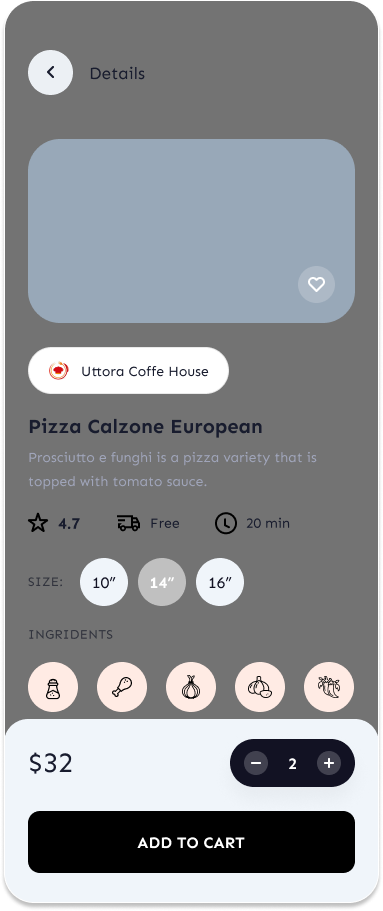 Details
Uttora Coffe House
Pizza Calzone European
Prosciutto e funghi is a pizza variety that is
topped with tomato sauce.
4.7 Free 20 min
SIZE: 10” 14” 16”
INGRIDENTS
$32 2
ADD TO CART